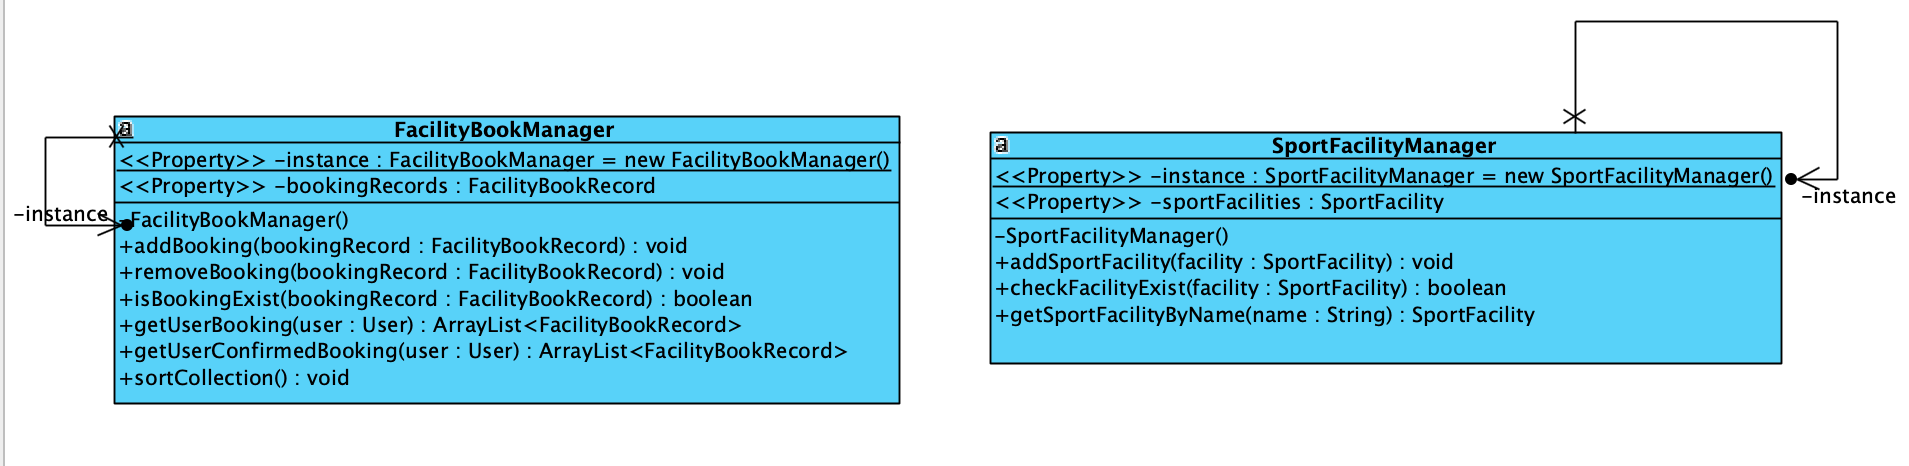 a
FacilityBookManager
<<Property>> -instance : FacilityBookManager = new FacilityBookManager()
<<Property>> -bookingRecords : FacilityBookRecord
-instance
-FacilityBookManager()
+addBooking(bookingRecord : FacilityBookRecord) : void
+removeBooking(bookingRecord : FacilityBookRecord) : void
+isBookingExist(bookingRecord : FacilityBookRecord) : boolean
+getUserBooking(user : User) : ArrayList<FacilityBookRecord>
+getUserConfirmedBooking(user : User) : ArrayList<FacilityBookRecord>
+sortCollection() : void
a
SportFacilityManager
<<Property>> -instance : SportFacilityManager = new SportFacilityManager()
<<Property>> -sportFacilities : SportFacility
-instance
-SportFacilityManager()
+addSportFacility(facility : SportFacility) : void
+checkFacilityExist(facility : SportFacility) : boolean
+getSportFacilityByName(name : String) : SportFacility